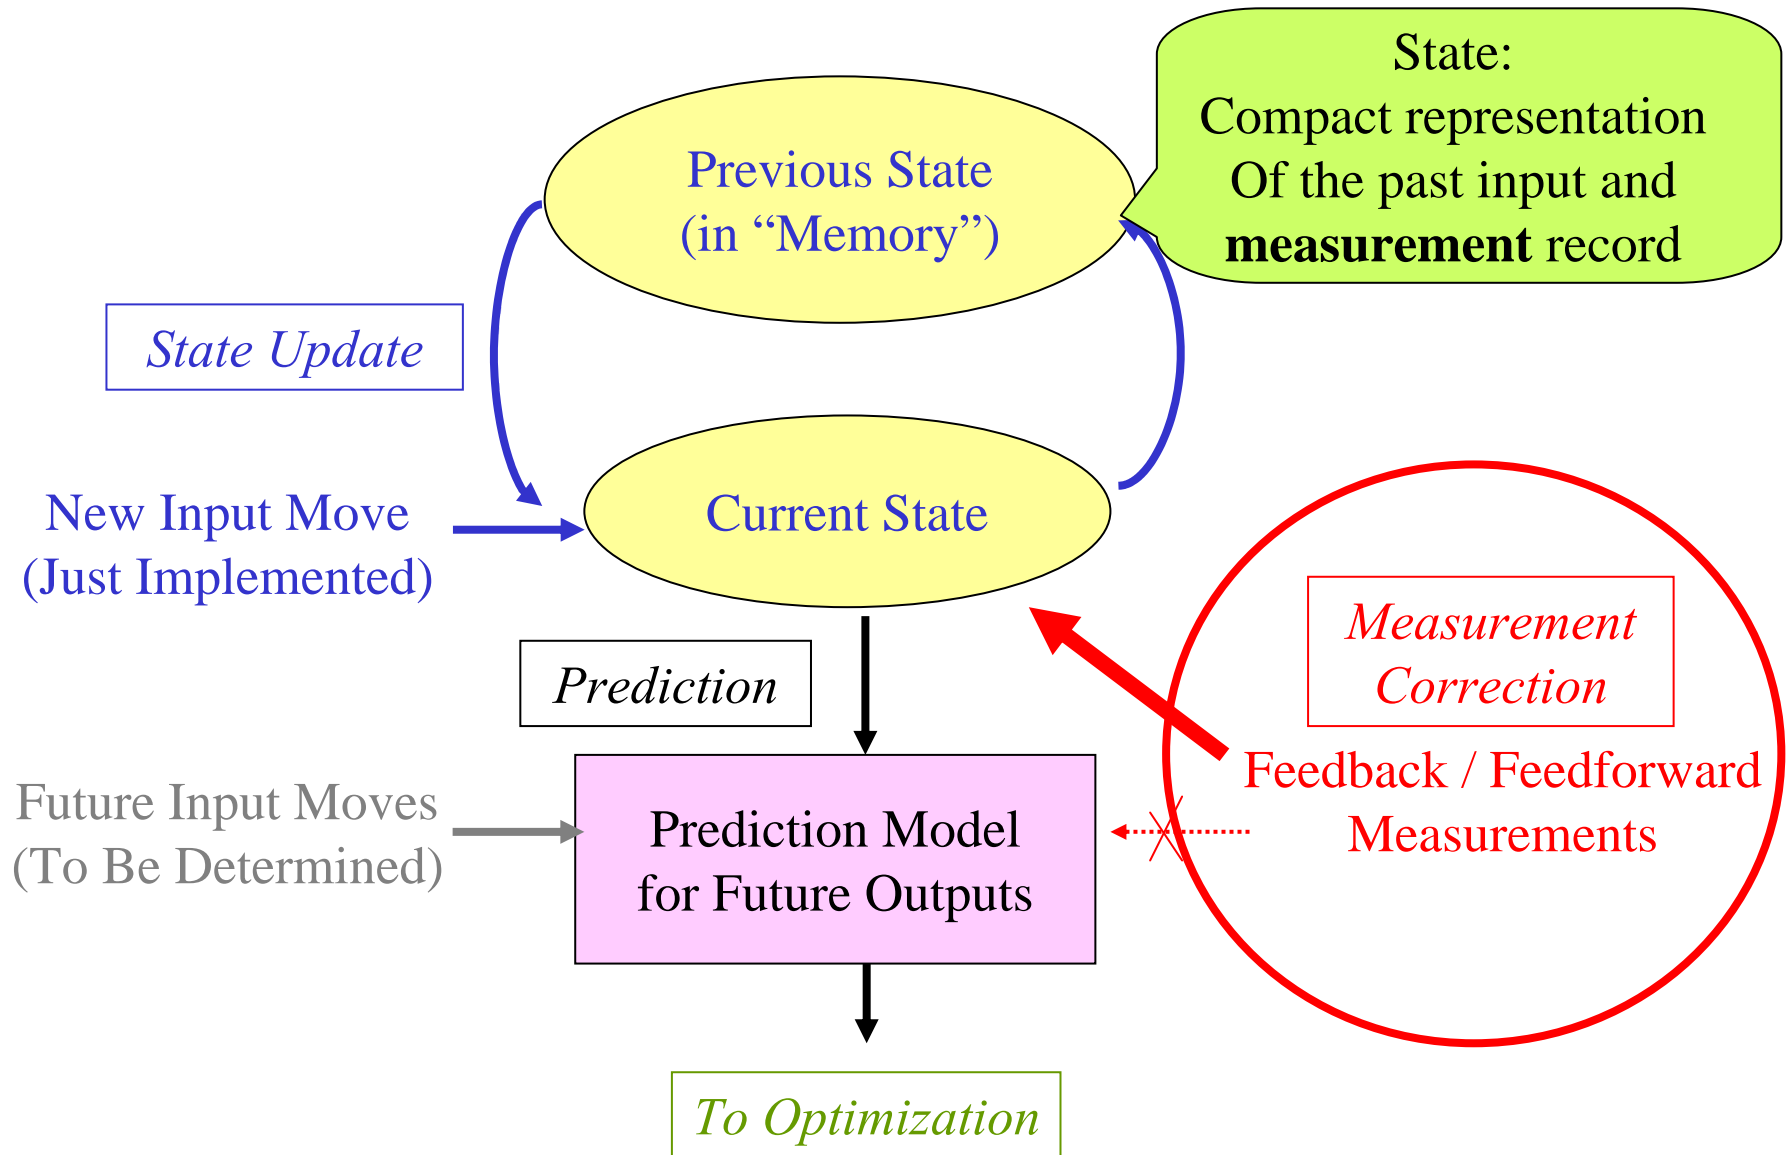 State:
Compact representation
Of the past input and
measurement record
Previous State
(in “Memory”)
State Update
New Input Move
(Just Implemented)
Current State
Measurement
Correction
Prediction
Feedback / Feedforward
Measurements
Future Input Moves
(To Be Determined)
Prediction Model
for Future Outputs
To Optimization